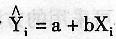 Ŷᵢ = a + bXᵢ